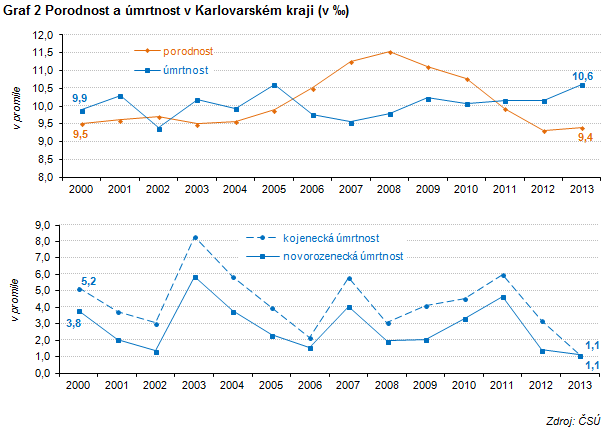 Graf 2 Porodnost a úmrtnost v Karlovarském kraji (v ‰)
v promile
12,0
11,5
11,0
10,5
10,0
9,5
9,0
8,5
8,0
porodnost
úmrtnost
9,9
9,5
10,6
9,4
2000 2001 2002 2003 2004 2005 2006 2007 2008 2009 2010 2011 2012 2013
v promile
9,0
8,0
7,0
6,0
5,0
4,0
3,0
2,0
1,0
0,0
kojenecká úmrtnost
novorozenecká úmrtnost
5,2
3,8
1,1
1,1
2000 2001 2002 2003 2004 2005 2006 2007 2008 2009 2010 2011 2012 2013
Zdroj: ČSÚ